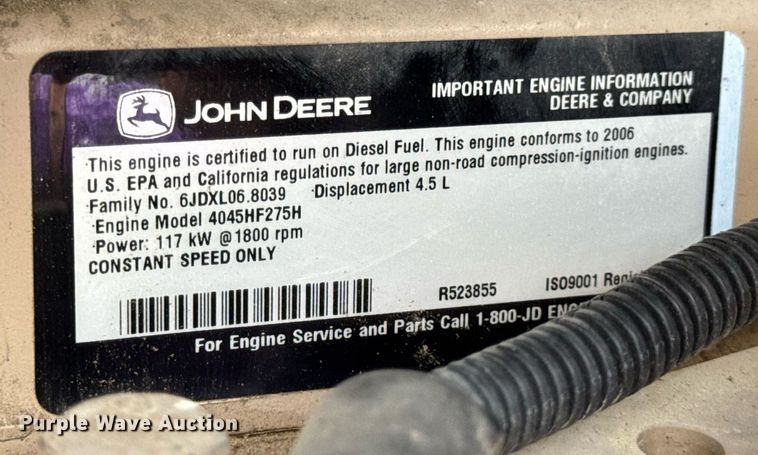 JOHN DEERE
IMPORTANT ENGINE INFORMATION
DEERE & COMPANY
·This engine is certified to run on Diesel Fuel. This engine conforms to 2006
U.S. EPA and California regulations for large non-road compression-ignition engines.
·Family No. 6JDXL06.8039 ·Displacement 4.5 L
·Engine Model 4045HF275H
·Power: 117 kW @1800 rpm
CONSTANT SPEED ONLY
R523855 ISO9001
For Engine Service and Parts Call 1-800-JD
Purple Wave Auction